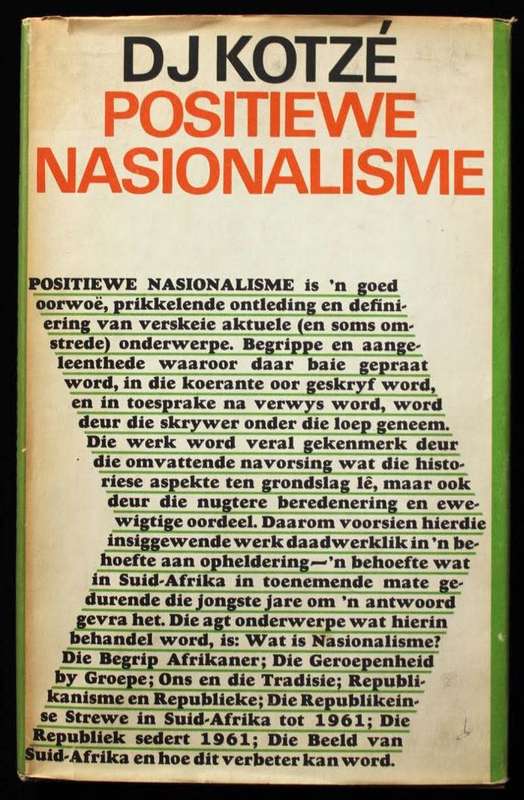 DJ KOTZÉ
POSITIEWE
NASIONALISME
POSITIEWE NASIONALISME is 'n goed
oorwoë, prikkelende ontleding en defini-
ering van verskeie aktuele (en soms om-
strede) onderwerpe. Begrippe en aange-
leenthede waaroor daar baie gepraat
word, in die koerante oor geskryf word,
en in toesprake na verwys word, word
deur die skrywer onder die loep geneem.
Die werk word veral gekenmerk deur
die omvattende navorsing wat die histo-
riese aspekte ten grondslag lê, maar ook
deur die nugtere beredenering en ewe-
wigtige oordeel. Daarom voorsien hierdie
insiggewende werk daadwerklik in 'n be-
hoefte aan opheldering—'n behoefte wat
in Suid-Afrika in toenemende mate ge-
durende die jongste jare om 'n antwoord
gevra het. Die agt onderwerpe wat hierin
behandel word, is: Wat is Nasionalisme?
Die Begrip Afrikaner; Die Geroepenheid
by Groepe; Ons en die Tradisie; Republi-
kanisme en Republieke; Die Republikein-
se Strewe in Suid-Afrika tot 1961; Die
Republiek sedert 1961; Die Beeld van
Suid-Afrika en hoe dit verbeter kan word.